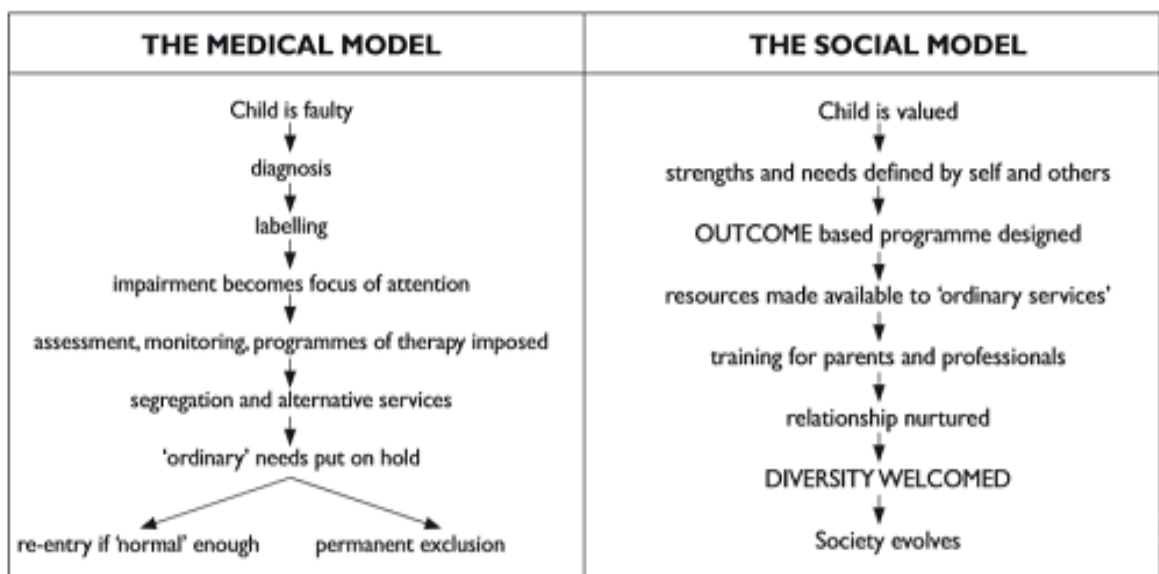 THE MEDICAL MODEL
Child is faulty
diagnosis
labelling
impairment becomes focus of attention
assessment, monitoring, programmes of therapy imposed
segregation and alternative services
‘ordinary’ needs put on hold
re-entry if ‘normal’ enough
permanent exclusion
THE SOCIAL MODEL
Child is valued
strengths and needs defined by self and others
OUTCOME based programme designed
resources made available to ‘ordinary services’
training for parents and professionals
relationship nurtured
DIVERSITY WELCOMED
Society evolves